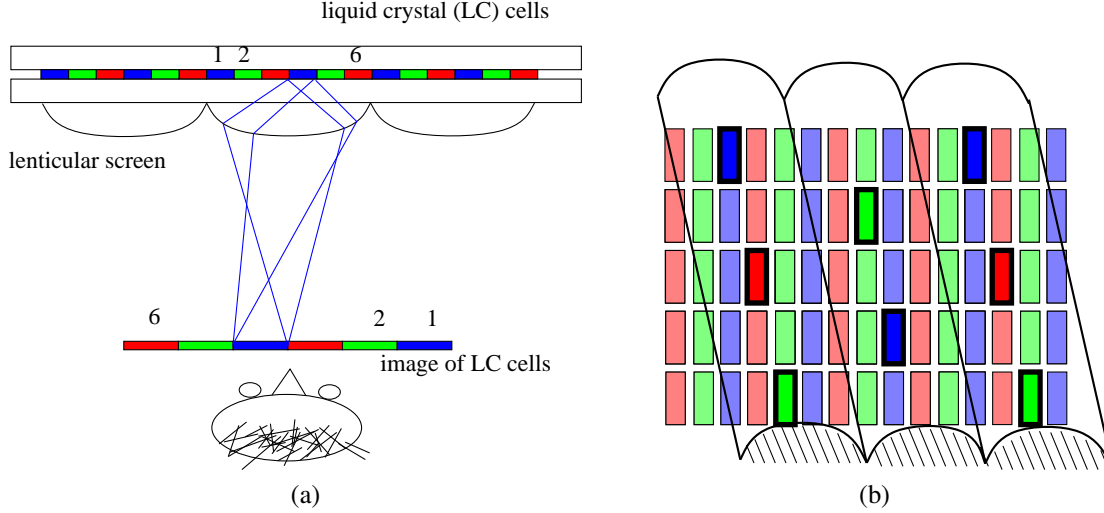 liquid crystal (LC) cells
1 2 6
lenticular screen
6 2 1
image of LC cells
(a) (b)